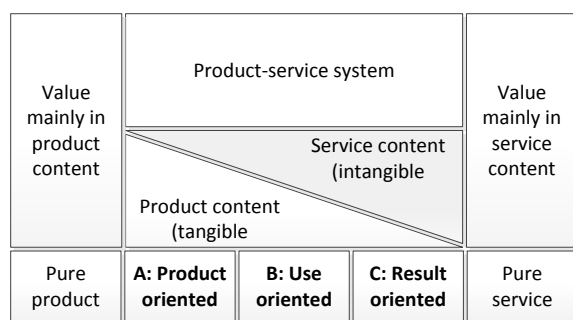 Value
mainly in
product
content
Product-service system
Value
mainly in
service
content
Service content
(intangible
Product content
(tangible
Pure
product
A: Product
oriented
B: Use
oriented
C: Result
oriented
Pure
service